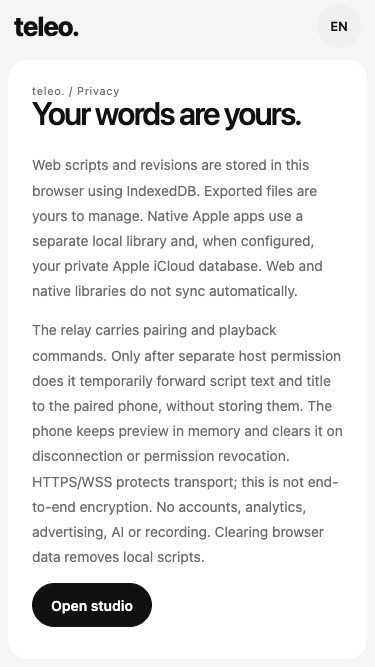 teleo.
EN
teleo. / Privacy
Your words are yours.
Web scripts and revisions are stored in this
browser using IndexedDB. Exported files are
yours to manage. Native Apple apps use a
separate local library and, when configured,
your private Apple iCloud database. Web and
native libraries do not sync automatically.
The relay carries pairing and playback
commands. Only after separate host permission
does it temporarily forward script text and title
to the paired phone, without storing them. The
phone keeps preview in memory and clears it on
disconnection or permission revocation.
HTTPS/WSS protects transport; this is not end-
to-end encryption. No accounts, analytics,
advertising, AI or recording. Clearing browser
data removes local scripts.
Open studio